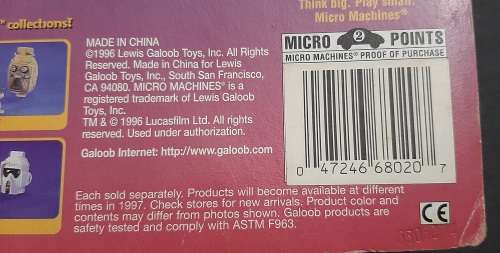 ™ collections!
Think big. Play small.
Micro Machines®
MADE IN CHINA
©1996 Lewis Galoob Toys, Inc. All Rights
Reserved. Made in China for Lewis
Galoob Toys, Inc., South San Francisco,
CA 94080. MICRO MACHINES® is a
registered trademark of Lewis Galoob
Toys, Inc.
TM & © 1996 Lucasfilm Ltd. All rights
reserved. Used under authorization.
Galoob Internet: http://www.galoob.com
MICRO 2 POINTS
MICRO MACHINES® PROOF OF PURCHASE
0 47246 68020 7
Each sold separately. Products will become available at different
times in 1997. Check stores for new arrivals. Product color and
contents may differ from photos shown. Galoob products are
safety tested and comply with ASTM F963.
CE